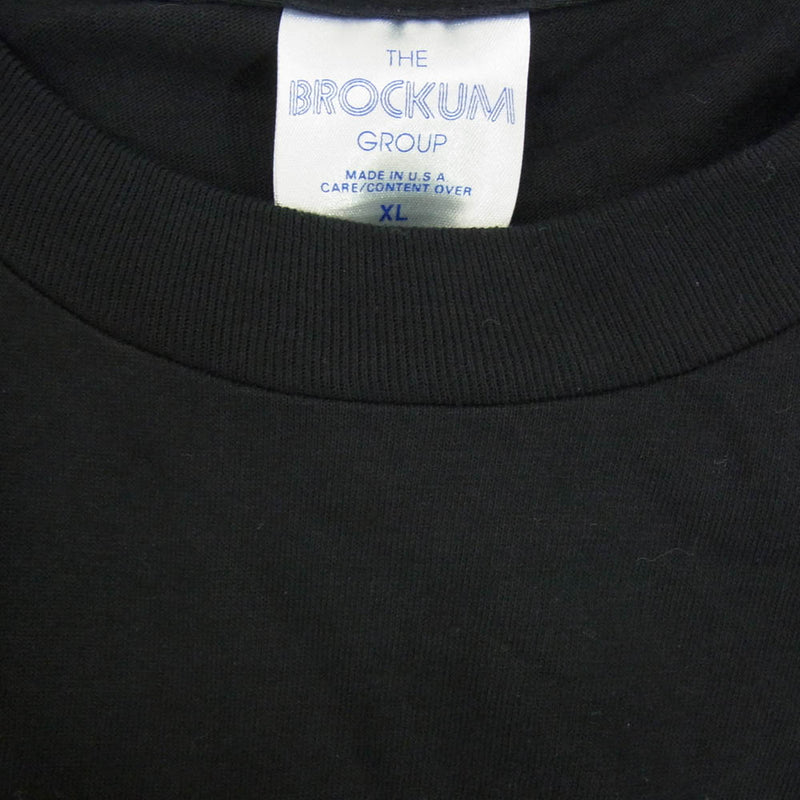 THE
BROCKUM
GROUP
MADE IN U.S.A.
CARE/CONTENT OVER
XL